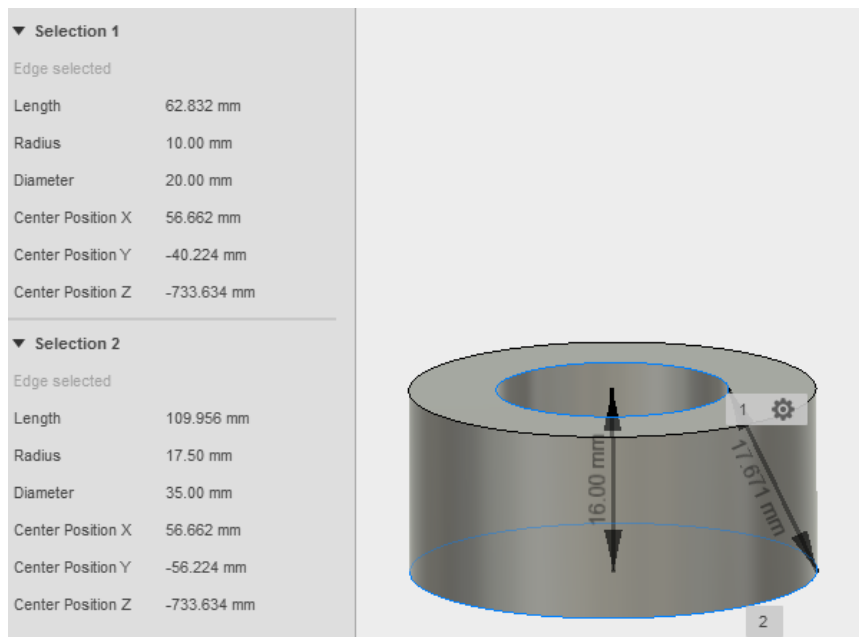 Selection 1
Edge selected
Length 62.832 mm
Radius 10.00 mm
Diameter 20.00 mm
Center Position X 56.662 mm
Center Position Y -40.224 mm
Center Position Z -733.634 mm
Selection 2
Edge selected
Length 109.956 mm
Radius 17.50 mm
Diameter 35.00 mm
Center Position X 56.662 mm
Center Position Y -56.224 mm
Center Position Z -733.634 mm
1
16.00 mm
17.671 mm
2